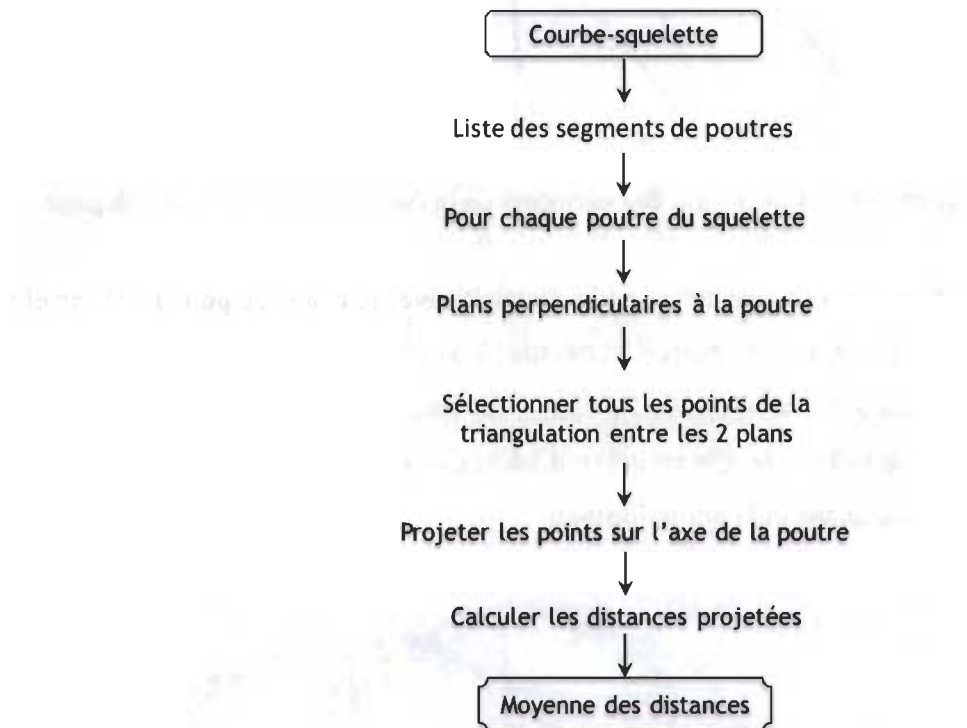 Courbe-squelette
Liste des segments de poutres
Pour chaque poutre du squelette
Plans perpendiculaires à la poutre
Sélectionner tous les points de la
triangulation entre les 2 plans
Projeter les points sur l'axe de la poutre
Calculer les distances projetées
Moyenne des distances